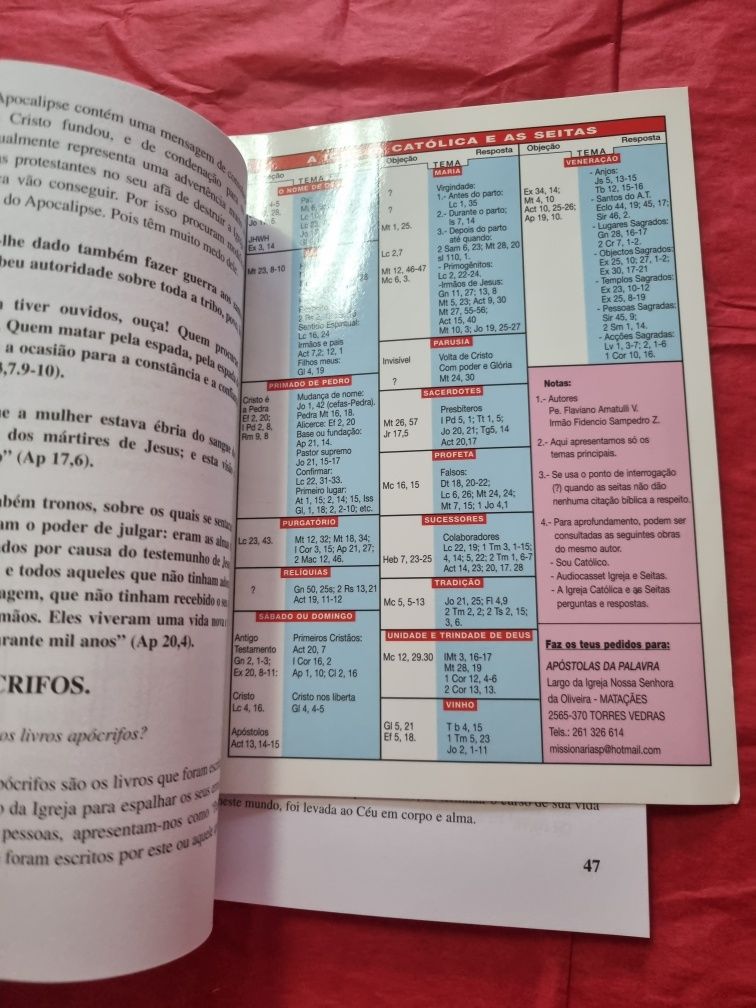 Apocalipse contém uma mensagem de
Cristo fundou, e de condenação para
ualmente representa uma advertência
s protestantes no seu afã de destruir a
a vão conseguir. Por isso procuram
do Apocalipse. Pois têm muito medo dele.
-lhe dado também fazer guerra aos
beu autoridade sobre toda a tribo,
tiver ouvidos, ouça! Quem
Quem matar pela espada, pela espada
a ocasião para a constância e a
,7.9-10).
e a mulher estava ébria do sangue
dos mártires de Jesus; e esta
” (Ap 17,6).
bém tronos, sobre os quais se
am o poder de julgar: eram as
dos por causa do testemunho de
e todos aqueles que não tinham
agem, que não tinham recebido o
mãos. Eles viveram uma vida nova
rante mil anos” (Ap 20,4).
CRIFOS.
os livros apócrifos?
pócrifos são os livros que foram
o da Igreja para espalhar os seus
pessoas, apresentam-nos como
foram escritos por este ou aquele
CATÓLICA E AS SEITAS
TEMA
O NOME DE
JHWH
Ex 3, 14
Mt 23, 8-10
Sentido Espiritual:
Lc 16, 24
Irmãos e pais
Act 7,2; 12, 1
Filhos meus:
Gl 4, 19
PRIMADO DE PEDRO
Cristo é
a Pedra
Ef 2, 20;
I Pd 2, 8,
Rm 9, 8
Mudança de nome:
Jo 1, 42 (cefas-Pedra).
Pedra Mt 16, 18.
Alicerce: Ef 2, 20
Base ou fundação:
Ap 21, 14.
Pastor supremo
Jo 21, 15-17
Confirmar:
Lc 22, 31-33.
Primeiro lugar:
At 1, 15; 2, 14; 15, Iss
Gl, 1, 18; 2, 2-10; etc.
PURGATÓRIO
Lc 23, 43.
Mt 12, 32; Mt 18, 34;
I Cor 3, 15; Ap 21, 27;
2 Mac 12, 46.
RELÍQUIAS
?
Gn 50, 25s; 2 Rs 13,21
Act 19, 11-12
SÁBADO OU DOMINGO
Antigo
Testamento
Gn 2, 1-3;
Ex 20, 8-11:
Cristo
Lc 4, 16.
Apóstolos
Act 13, 14-15
Primeiros Cristãos:
Act 20, 7
I Cor 16, 2
Ap 1, 10; Cl 2, 16
Cristo nos liberta
Gl 4, 4-5
Objeção
TEMA
Resposta
MARIA
?
?
Mt 1, 25.
Lc 2,7
Mt 12, 46-47
Mc 6, 3.
Virgindade:
1.- Antes do parto:
Lc 1, 35
2.- Durante o parto;
Is 7, 14
3.- Depois do parto
até quando:
2 Sam 6, 23; Mt 28, 20
sl 110, 1.
- Primogênitos:
Lc 2, 22-24.
-Irmãos de Jesus:
Gn 11, 27; 13, 8
Mt 5, 23; Act 9, 30
Mt 27, 55-56;
Act 15, 40
Mt 10, 3; Jo 19, 25-27
PARUSIA
Invisível
?
Volta de Cristo
Com poder e Glória
Mt 24, 30
SACERDOTES
Mt 26, 57
Jr 17,5
Presbiteros
I Pd 5, 1; Tt 1, 5;
Jo 20, 21; Tg5, 14
Act 20,17
PROFETA
Mc 16, 15
Falsos:
Dt 18, 20-22;
Lc 6, 26; Mt 24, 24;
Mt 7, 15; 1 Jo 4,1
SUCESSORES
Heb 7, 23-25
Colaboradores
Lc 22, 19; 1 Tm 3, 1-15;
4, 14; 5, 22; 2 Tm 1, 6-7
Act 14, 23; 20, 17. 28
TRADIÇÃO
Mc 5, 5-13
Jo 21, 25; Fl 4,9
2 Tm 2, 2; 2 Ts 2, 15;
3, 6.
UNIDADE E TRINDADE DE DEUS
Mc 12, 29.30
IMt 3, 16-17
Mt 28, 19
1 Cor 12, 4-6
2 Cor 13, 13.
VINHO
Gl 5, 21
Ef 5, 18.
T b 4, 15
1 Tm 5, 23
Jo 2, 1-11
Objeção
TEMA
Resposta
VENERAÇÃO
Ex 34, 14;
Mt 4, 10
Act 10, 25-26;
Ap 19, 10.
- Anjos:
Js 5, 13-15
Tb 12, 15-16
- Santos do A.T.
Eclo 44, 19; 45, 17;
Sir 46, 2.
- Lugares Sagrados:
Gn 28, 16-17
2 Cr 7, 1-2.
- Objectos Sagrados:
Ex 25, 10; 27, 1-2;
Ex 30, 17-21
- Templos Sagrados:
Ex 23, 10-12
Ex 25, 8-19
- Pessoas Sagradas:
Sir 45, 9;
2 Sm 1, 14.
- Acções Sagradas:
Lv 1, 3-7; 2, 1-6
1 Cor 10, 16.
Notas:
1.- Autores
Pe. Flaviano Amatulli V.
Irmão Fidencio Sampedro Z.
2.- Aqui apresentamos só os
temas principais.
3.- Se usa o ponto de interrogação
(?) quando as seitas não dão
nenhuma citação bíblica a respeito.
4.- Para aprofundamento, podem ser
consultadas as seguintes obras
do mesmo autor.
- Sou Católico.
- Audiocasset Igreja e Seitas.
- A Igreja Católica e as Seitas
perguntas e respostas.
Faz os teus pedidos para:
APÓSTOLAS DA PALAVRA
Largo da Igreja Nossa Senhora
da Oliveira - MATAÇÃES
2565-370 TORRES VEDRAS
Tels.: 261 326 614
missionariasp@hotmail.com
o curso de sua vida
neste mundo, foi levada ao Céu em corpo e alma.
47